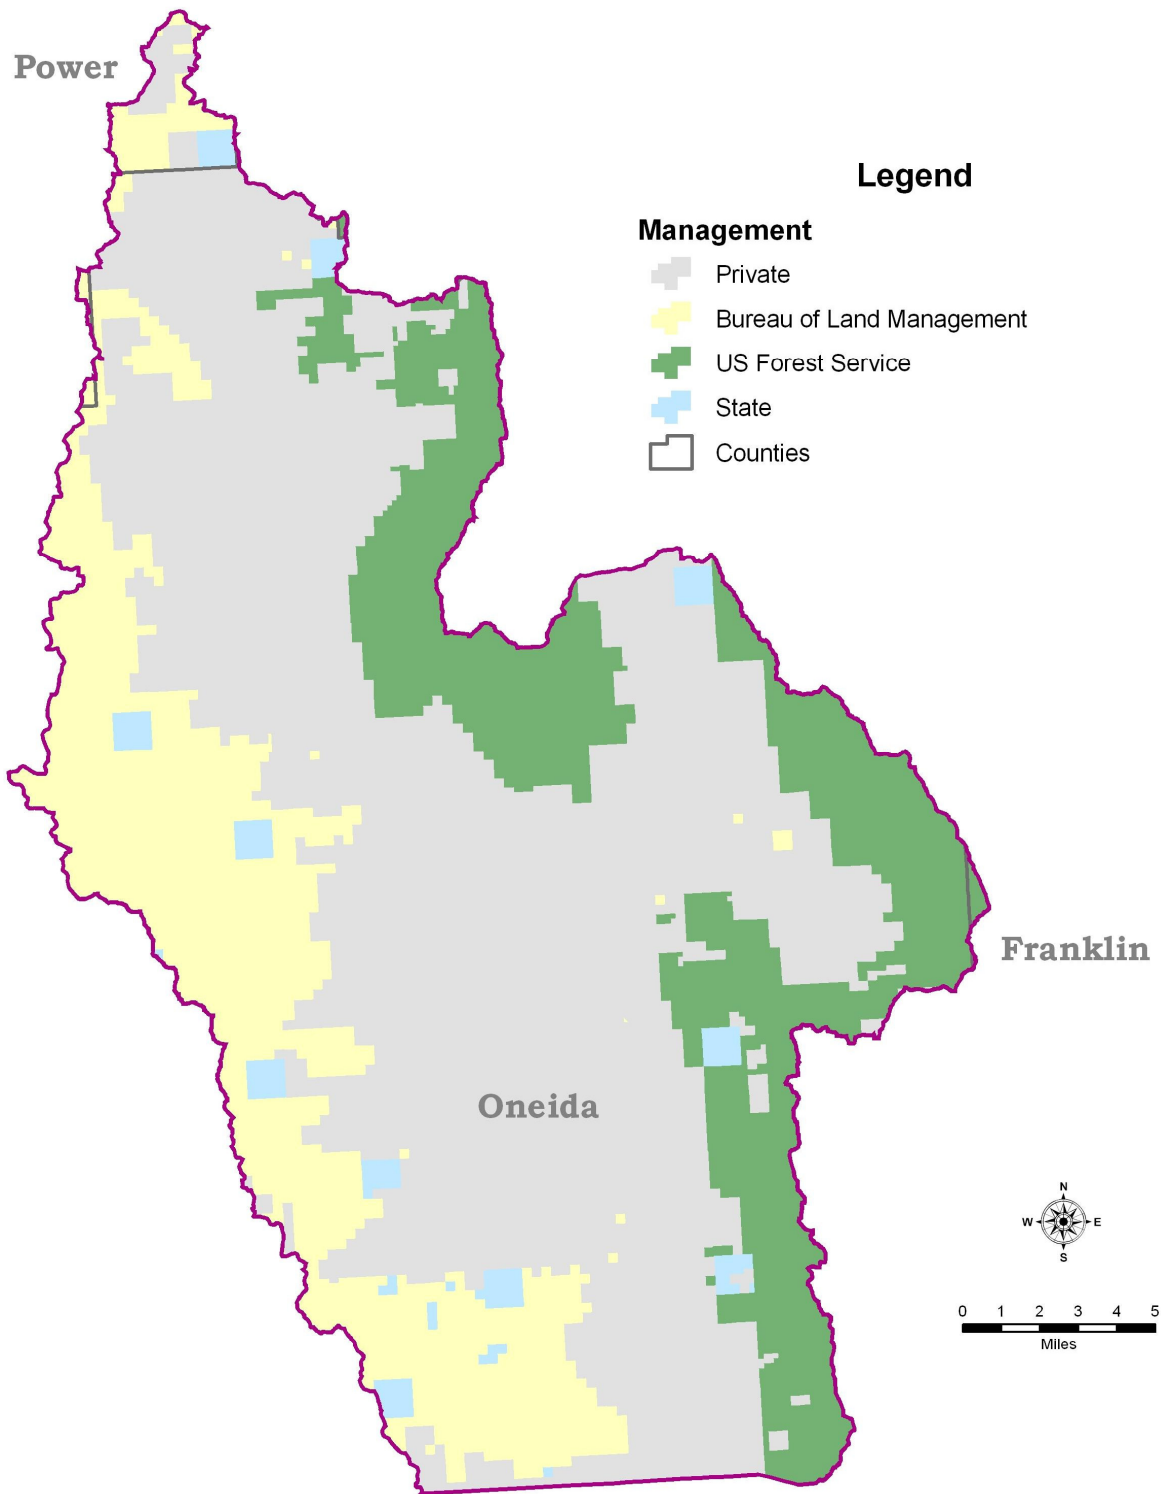 Power
Legend
Management
Private
Bureau of Land Management
US Forest Service
State
Counties
Franklin
Oneida
N
W E
S
0 1 2 3 4 5
Miles